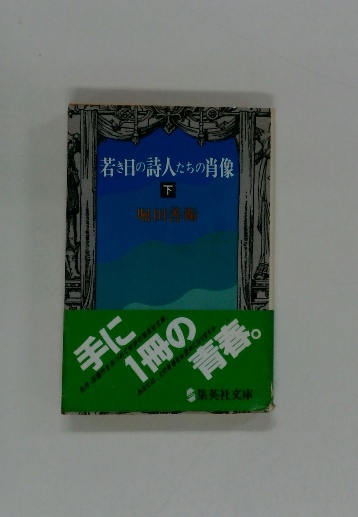 若き日の詩人たちの肖像
下
堀田善衞
手に
1冊の
青春。
集英社文庫